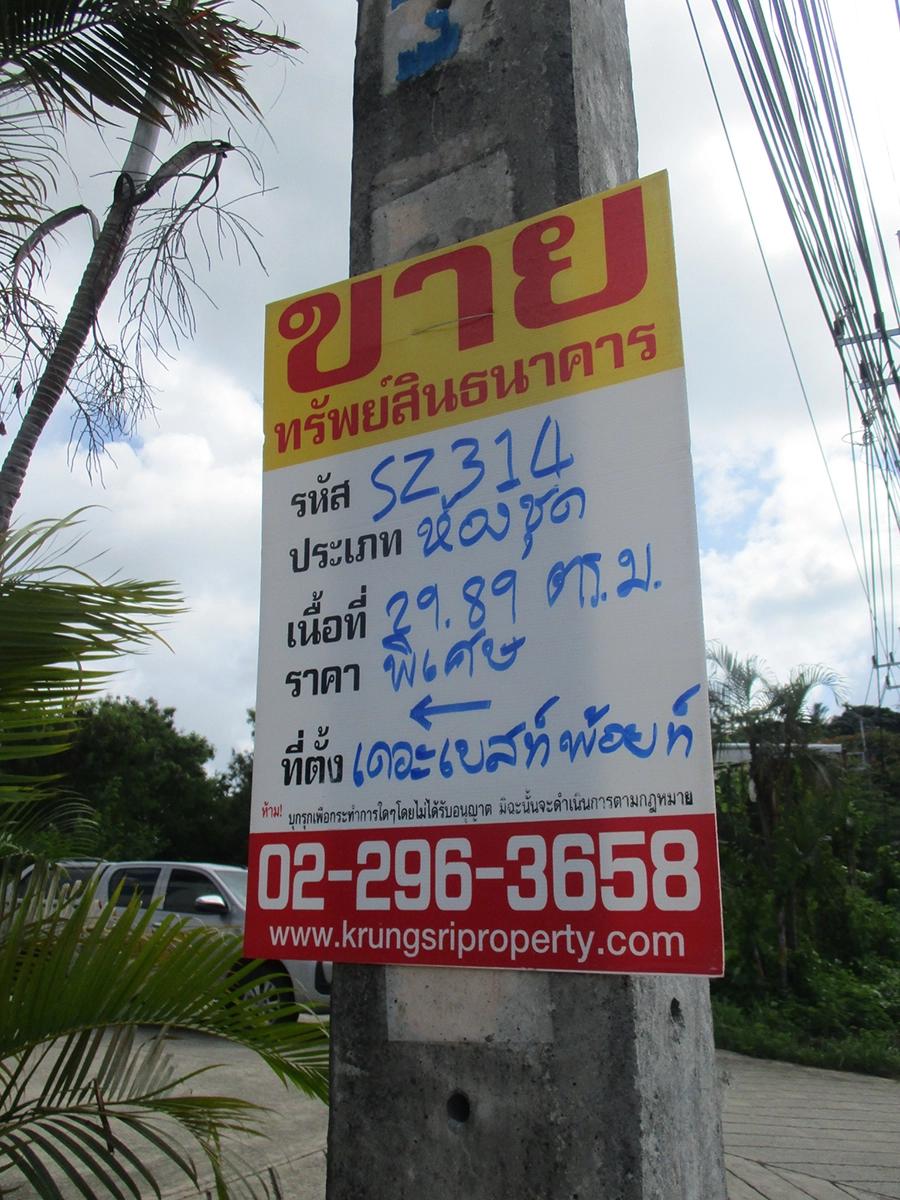 3
ขาย
ทรัพย์สินธนาคาร
รหัส SZ314
ประเภท ห้องชุด
เนื้อที่ 29.89 ตร.ม.
ราคา พิเศษ
←
ที่ตั้ง เดอะเบสท์พ้อยท์
ห้าม! บุกรุกเพื่อกระทำการใดๆโดยไม่ได้รับอนุญาต มิฉะนั้นจะดำเนินการตามกฎหมาย
02-296-3658
www.krungsriproperty.com